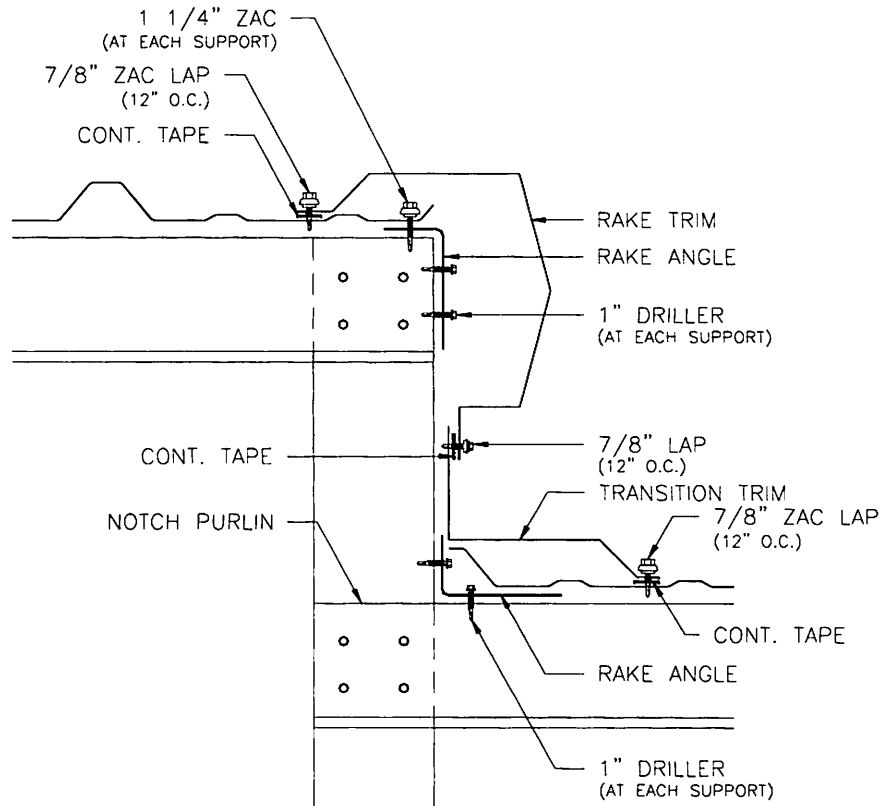 1 1/4" ZAC
(AT EACH SUPPORT)
7/8" ZAC LAP
(12" O.C.)
CONT. TAPE
RAKE TRIM
RAKE ANGLE
1" DRILLER
(AT EACH SUPPORT)
CONT. TAPE
7/8" LAP
(12" O.C.)
TRANSITION TRIM
NOTCH PURLIN
7/8" ZAC LAP
(12" O.C.)
CONT. TAPE
RAKE ANGLE
1" DRILLER
(AT EACH SUPPORT)